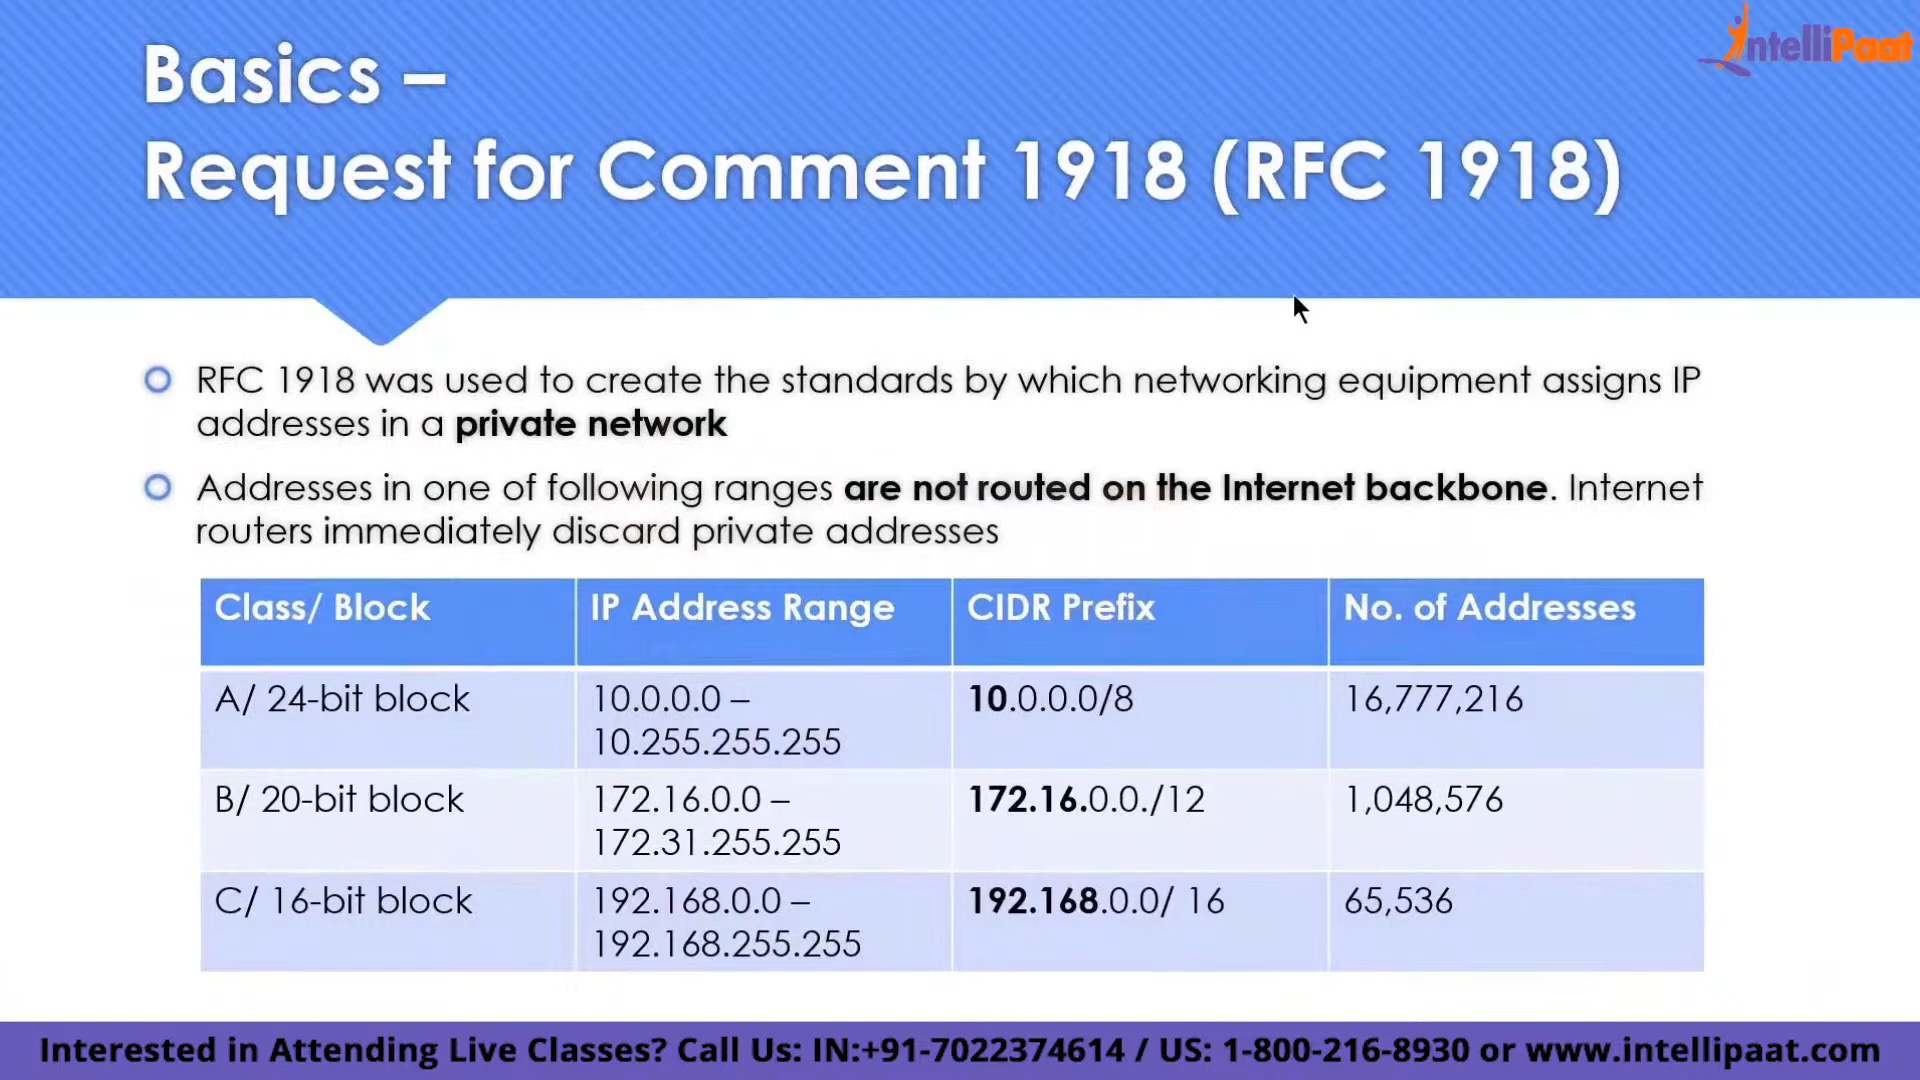 IntelliPaat
Basics –
Request for Comment 1918 (RFC 1918)
RFC 1918 was used to create the standards by which networking equipment assigns IP
addresses in a private network
Addresses in one of following ranges are not routed on the Internet backbone. Internet
routers immediately discard private addresses
Class/ Block IP Address Range CIDR Prefix No. of Addresses
A/ 24-bit block 10.0.0.0 – 10.0.0.0/8 16,777,216
10.255.255.255
B/ 20-bit block 172.16.0.0 – 172.16.0.0./12 1,048,576
172.31.255.255
C/ 16-bit block 192.168.0.0 – 192.168.0.0/ 16 65,536
192.168.255.255
Interested in Attending Live Classes? Call Us: IN:+91-7022374614 / US: 1-800-216-8930 or www.intellipaat.com